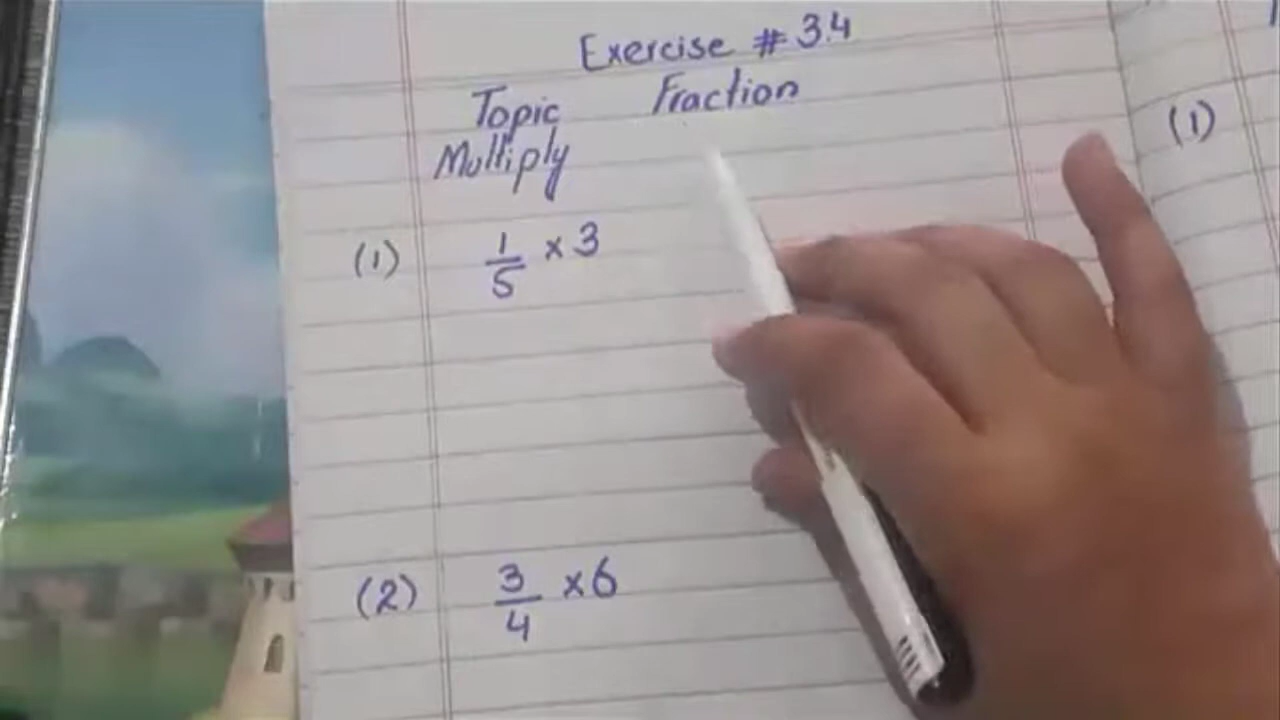 Exercise # 3.4
Topic Fraction
Multiply
(1) 1/5 × 3
(2) 3/4 × 6
(1)